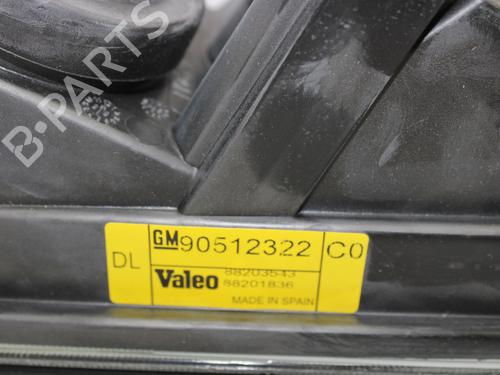 B-PARTS
DL GM 90512322 C0
Valeo 88203543
88201836
MADE IN SPAIN